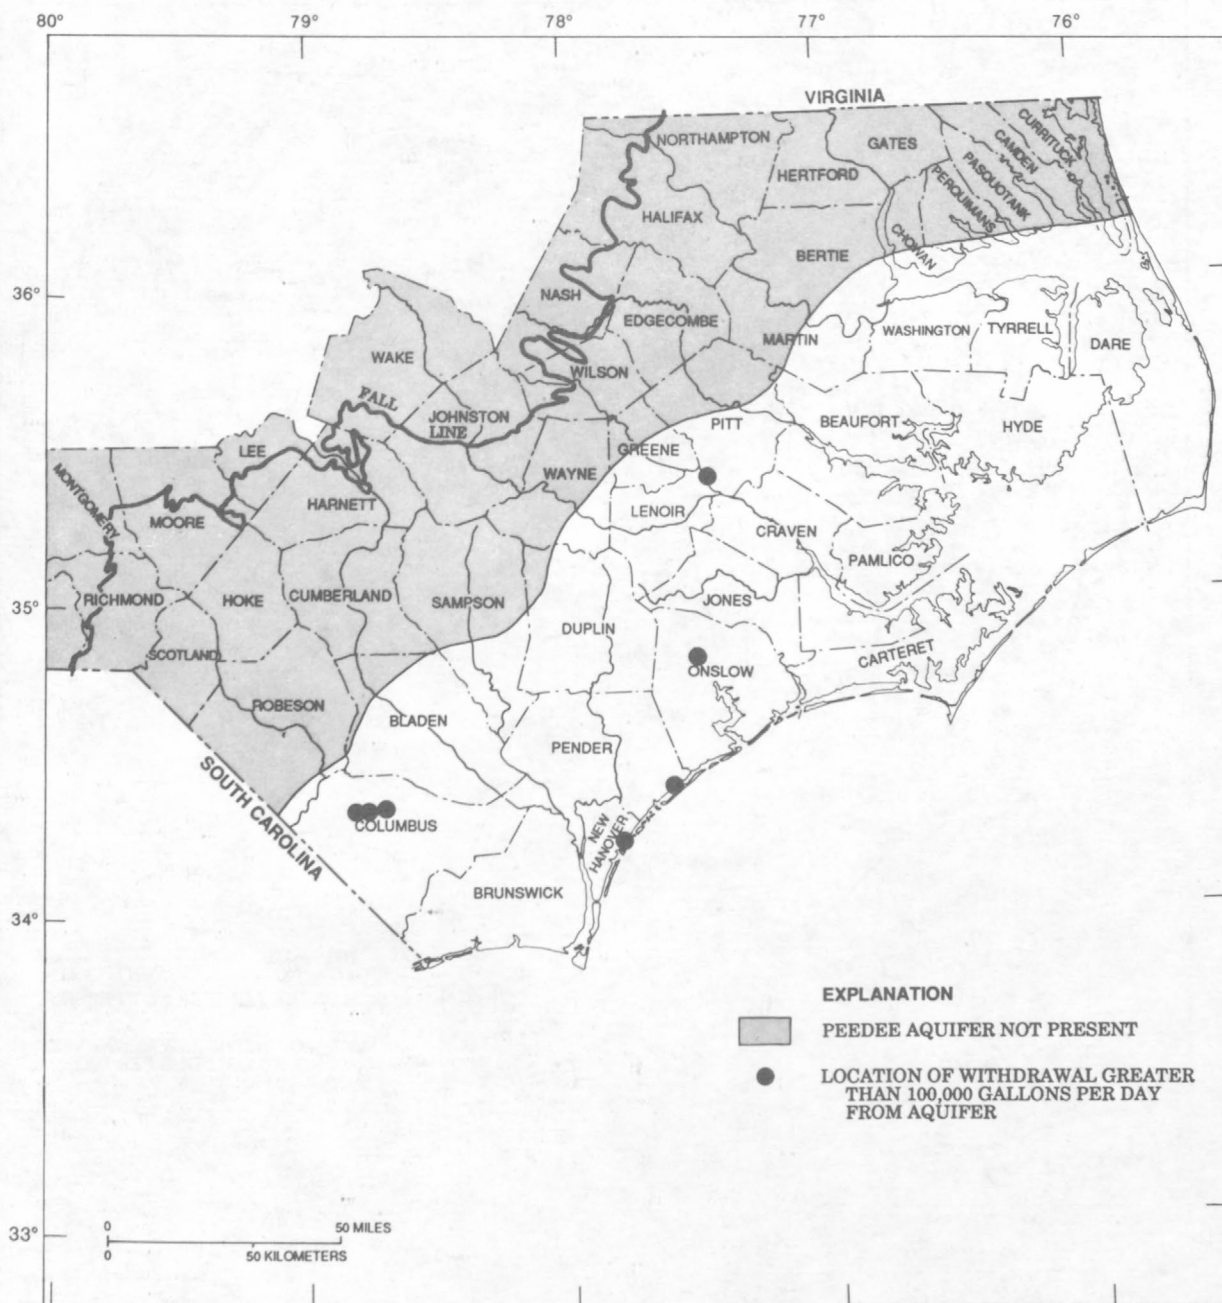 80°
79°
78°
77°
76°
VIRGINIA
NORTHAMPTON
GATES
CURRITUCK
CAMDEN
PASQUOTANK
PERQUIMANS
HERTFORD
HALIFAX
CHOWAN
BERTIE
36°
NASH
EDGECOMBE
MARTIN
WASHINGTON
TYRRELL
DARE
WAKE
WILSON
FALL
LINE
JOHNSTON
PITT
BEAUFORT
HYDE
LEE
GREENE
WAYNE
MONTGOMERY
MOORE
HARNETT
LENOIR
CRAVEN
PAMLICO
35°
RICHMOND
HOKE
CUMBERLAND
SAMPSON
JONES
DUPLIN
SCOTLAND
CARTERET
ONSLOW
ROBESON
BLADEN
PENDER
SOUTH CAROLINA
COLUMBUS
NEW
HANOVER
BRUNSWICK
34°
EXPLANATION
PEEDEE AQUIFER NOT PRESENT
LOCATION OF WITHDRAWAL GREATER
THAN 100,000 GALLONS PER DAY
FROM AQUIFER
33°
0 50 MILES
0 50 KILOMETERS